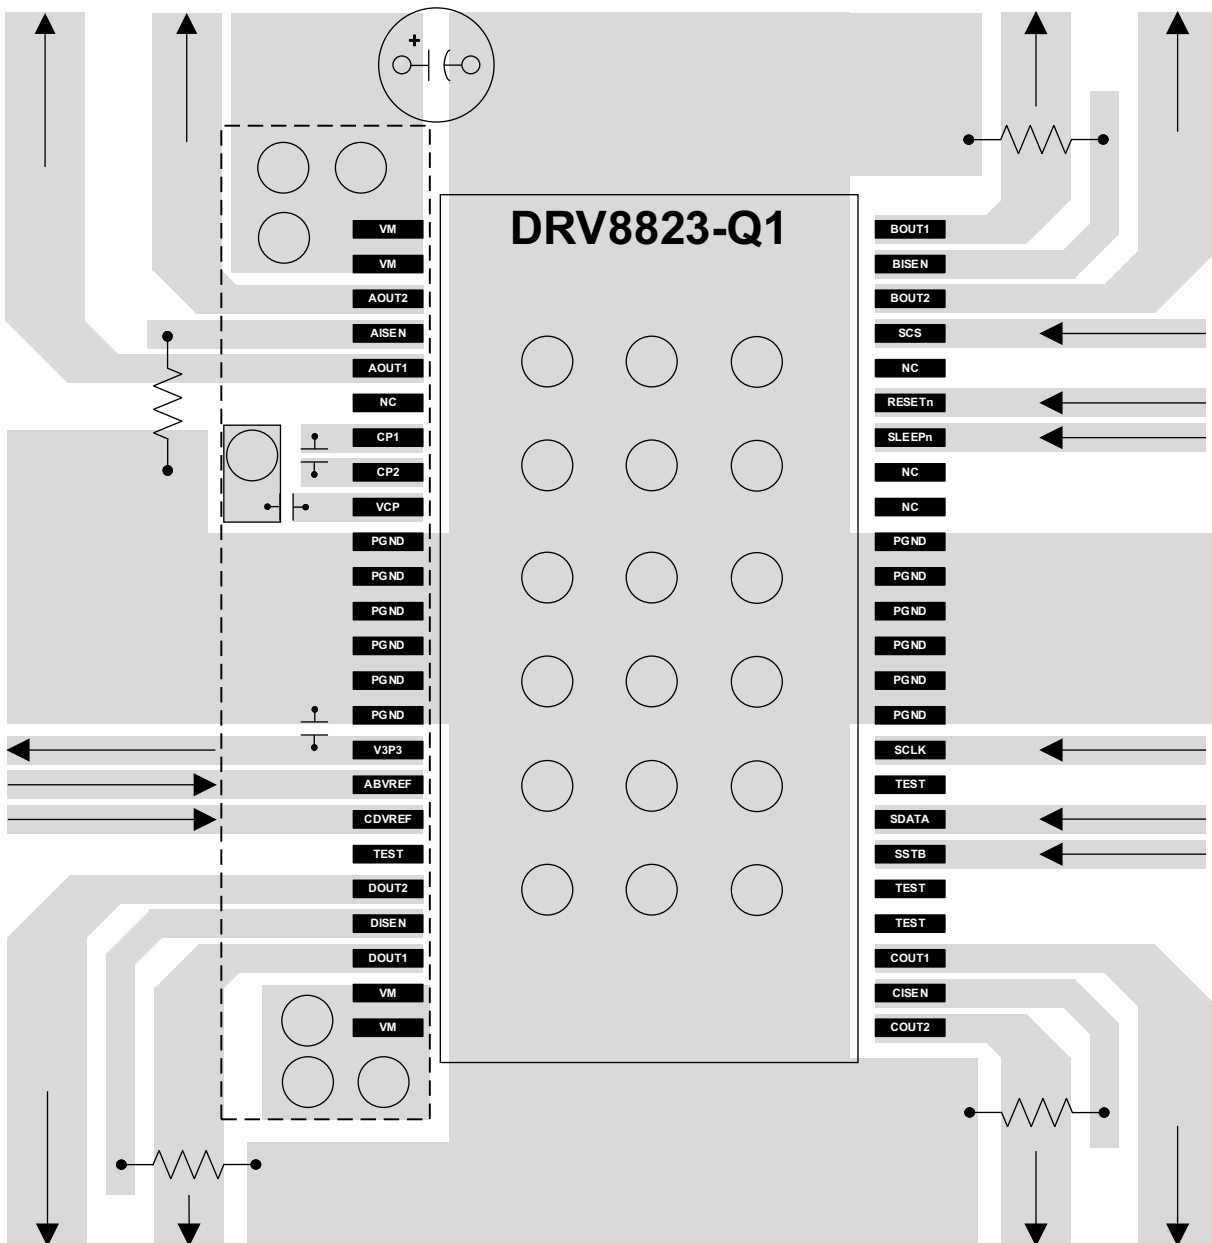 +
DRV8823-Q1
VM
VM
AOUT2
AISEN
AOUT1
NC
CP1
CP2
VCP
PGND
PGND
PGND
PGND
PGND
PGND
V3P3
ABVREF
CDVREF
TEST
DOUT2
DISEN
DOUT1
VM
VM
BOUT1
BISEN
BOUT2
SCS
NC
RESETn
SLEEPn
NC
NC
PGND
PGND
PGND
PGND
PGND
PGND
SCLK
TEST
SDATA
SSTB
TEST
TEST
COUT1
CISEN
COUT2